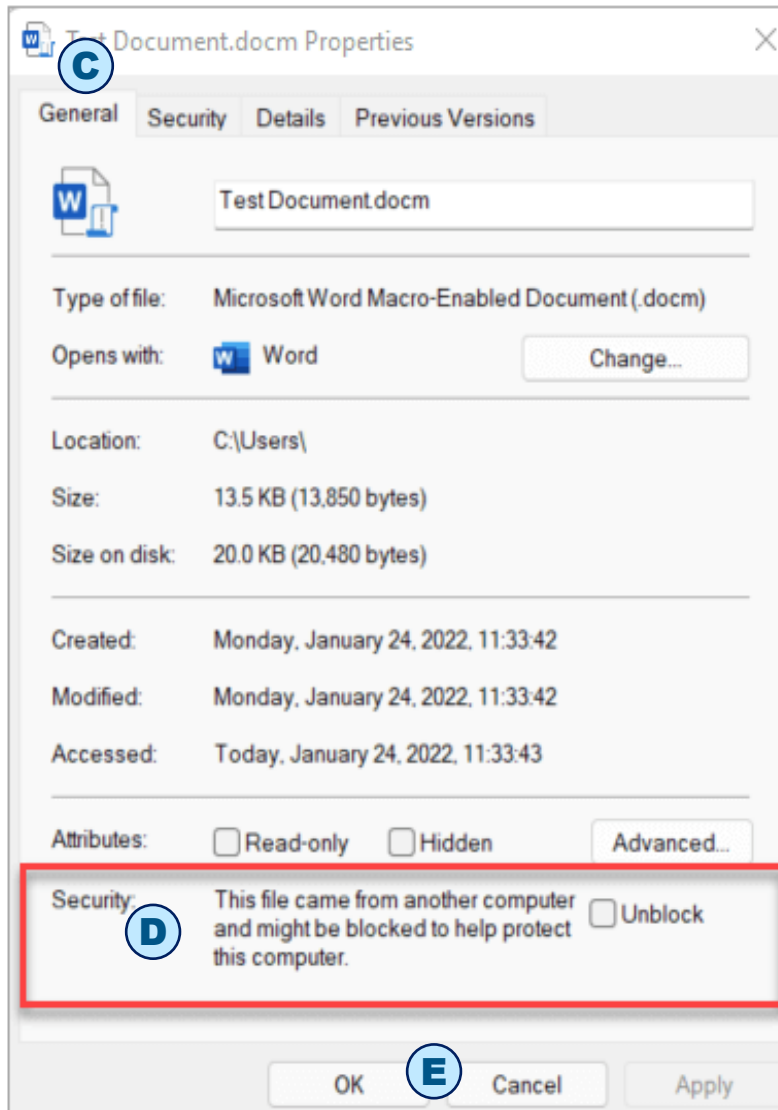 Test Document.docm Properties
C
General Security Details Previous Versions
W
Test Document.docm
Type of file: Microsoft Word Macro-Enabled Document (.docm)
Opens with: W Word Change...
Location: C:\Users\
Size: 13.5 KB (13,850 bytes)
Size on disk: 20.0 KB (20,480 bytes)
Created: Monday, January 24, 2022, 11:33:42
Modified: Monday, January 24, 2022, 11:33:42
Accessed: Today, January 24, 2022, 11:33:43
Attributes: Read-only Hidden Advanced...
Security: This file came from another computer
and might be blocked to help protect
this computer.
Unblock
D
OK E Cancel Apply